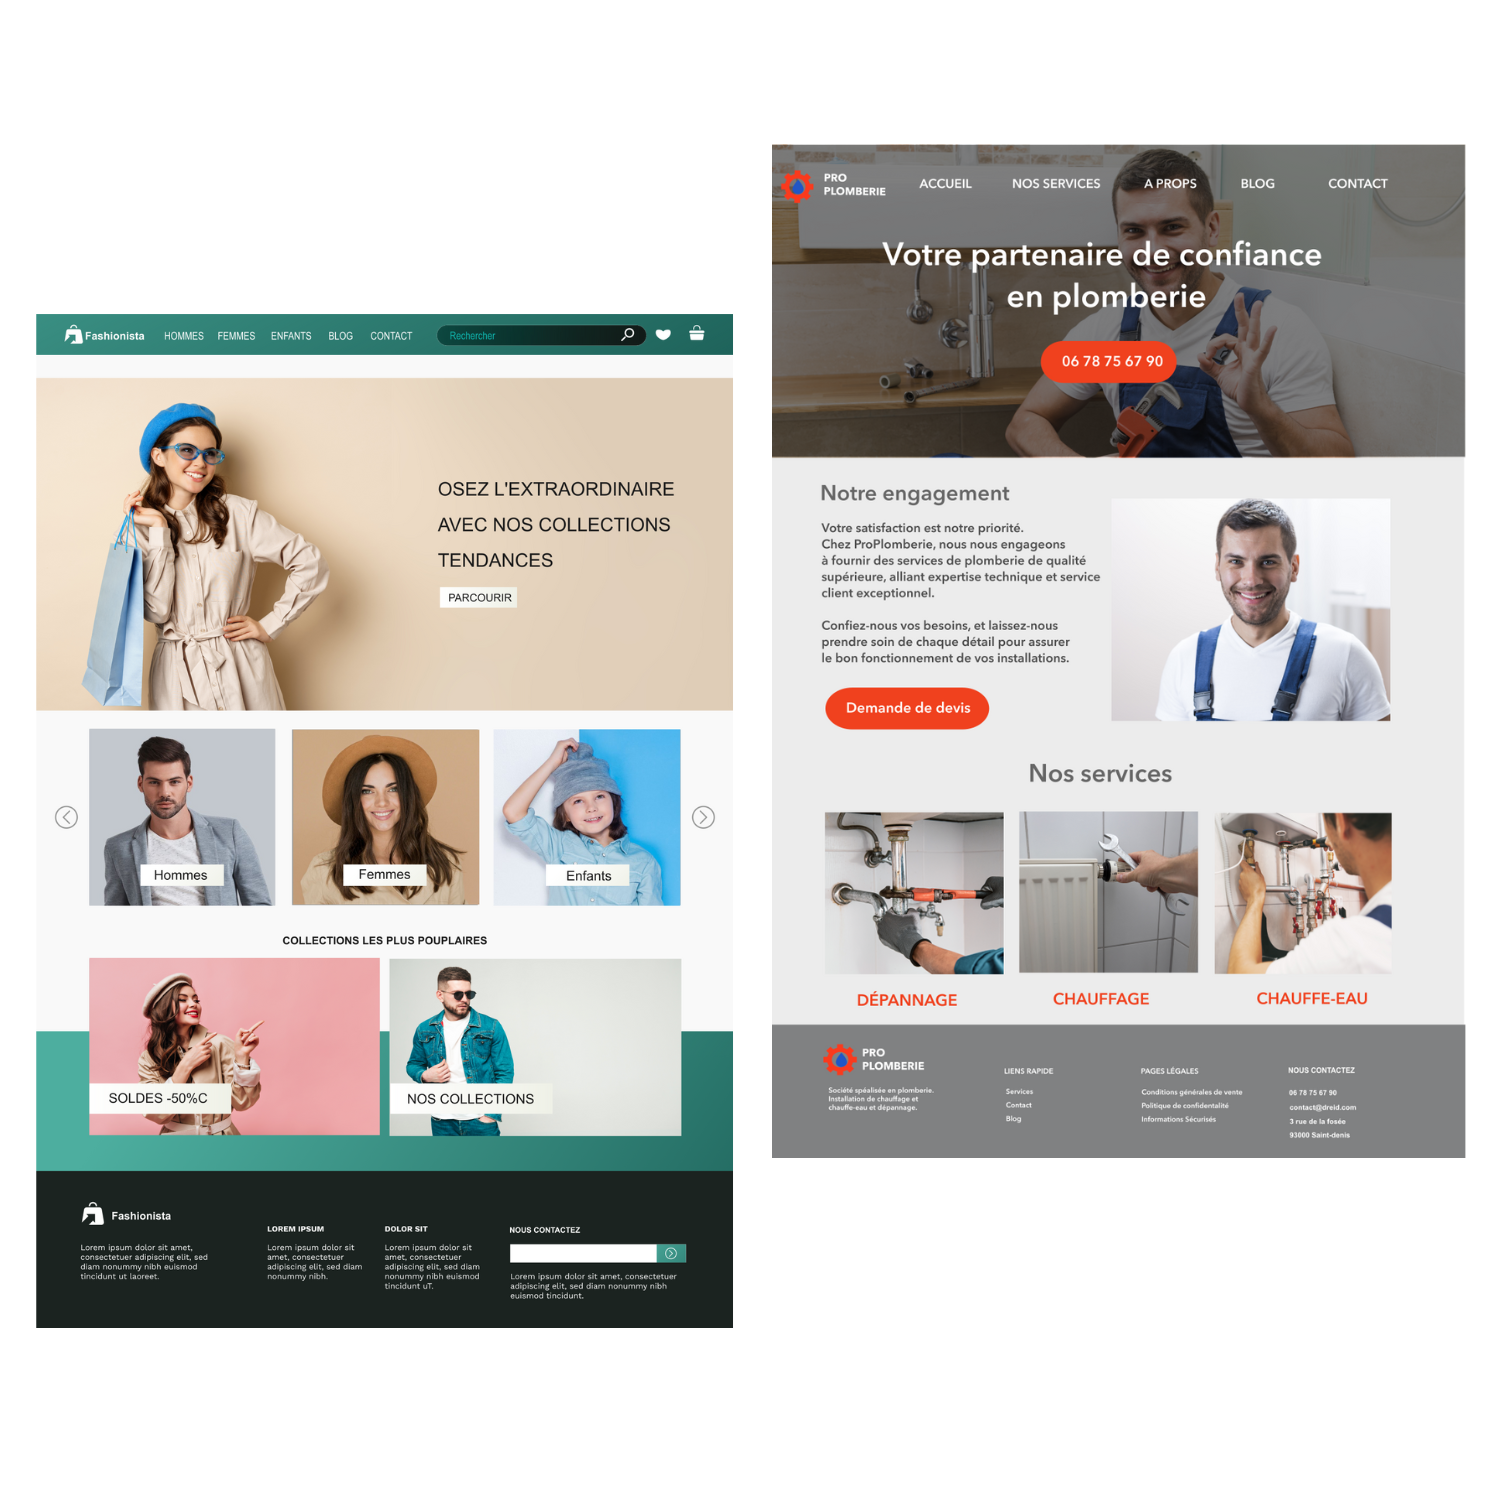 Fashionista
HOMMES
FEMMES
ENFANTS
BLOG
CONTACT
Rechercher
OSEZ L'EXTRAORDINAIRE
AVEC NOS COLLECTIONS
TENDANCES
PARCOURIR
Hommes
Femmes
Enfants
COLLECTIONS LES PLUS POUPLAIRES
SOLDES -50%C
NOS COLLECTIONS
Fashionista
Lorem ipsum dolor sit amet,
consectetuer adipiscing elit, sed
diam nonummy nibh euismod
tincidunt ut laoreet.
LOREM IPSUM
Lorem ipsum dolor sit
amet, consectetuer
adipiscing elit, sed diam
nonummy nibh.
DOLOR SIT
Lorem ipsum dolor sit
amet, consectetuer
adipiscing elit, sed diam
nonummy nibh euismod
tincidunt uT.
NOUS CONTACTEZ
Lorem ipsum dolor sit amet, consectetuer
adipiscing elit, sed diam nonummy nibh
euismod tincidunt.
PRO
PLOMBERIE
ACCUEIL
NOS SERVICES
A PROPS
BLOG
CONTACT
Votre partenaire de confiance
en plomberie
06 78 75 67 90
Notre engagement
Votre satisfaction est notre priorité.
Chez ProPlomberie, nous nous engageons
à fournir des services de plomberie de qualité
supérieure, alliant expertise technique et service
client exceptionnel.
Confiez-nous vos besoins, et laissez-nous
prendre soin de chaque détail pour assurer
le bon fonctionnement de vos installations.
Demande de devis
Nos services
DÉPANNAGE
CHAUFFAGE
CHAUFFE-EAU
PRO
PLOMBERIE
Société spéalisée en plomberie.
Installation de chauffage et
chauffe-eau et dépannage.
LIENS RAPIDE
Services
Contact
Blog
PAGES LÉGALES
Conditions générales de vente
Politique de confidentalité
Informations Sécurisés
NOUS CONTACTEZ
06 78 75 67 90
contact@dreid.com
3 rue de la fosée
93000 Saint-denis